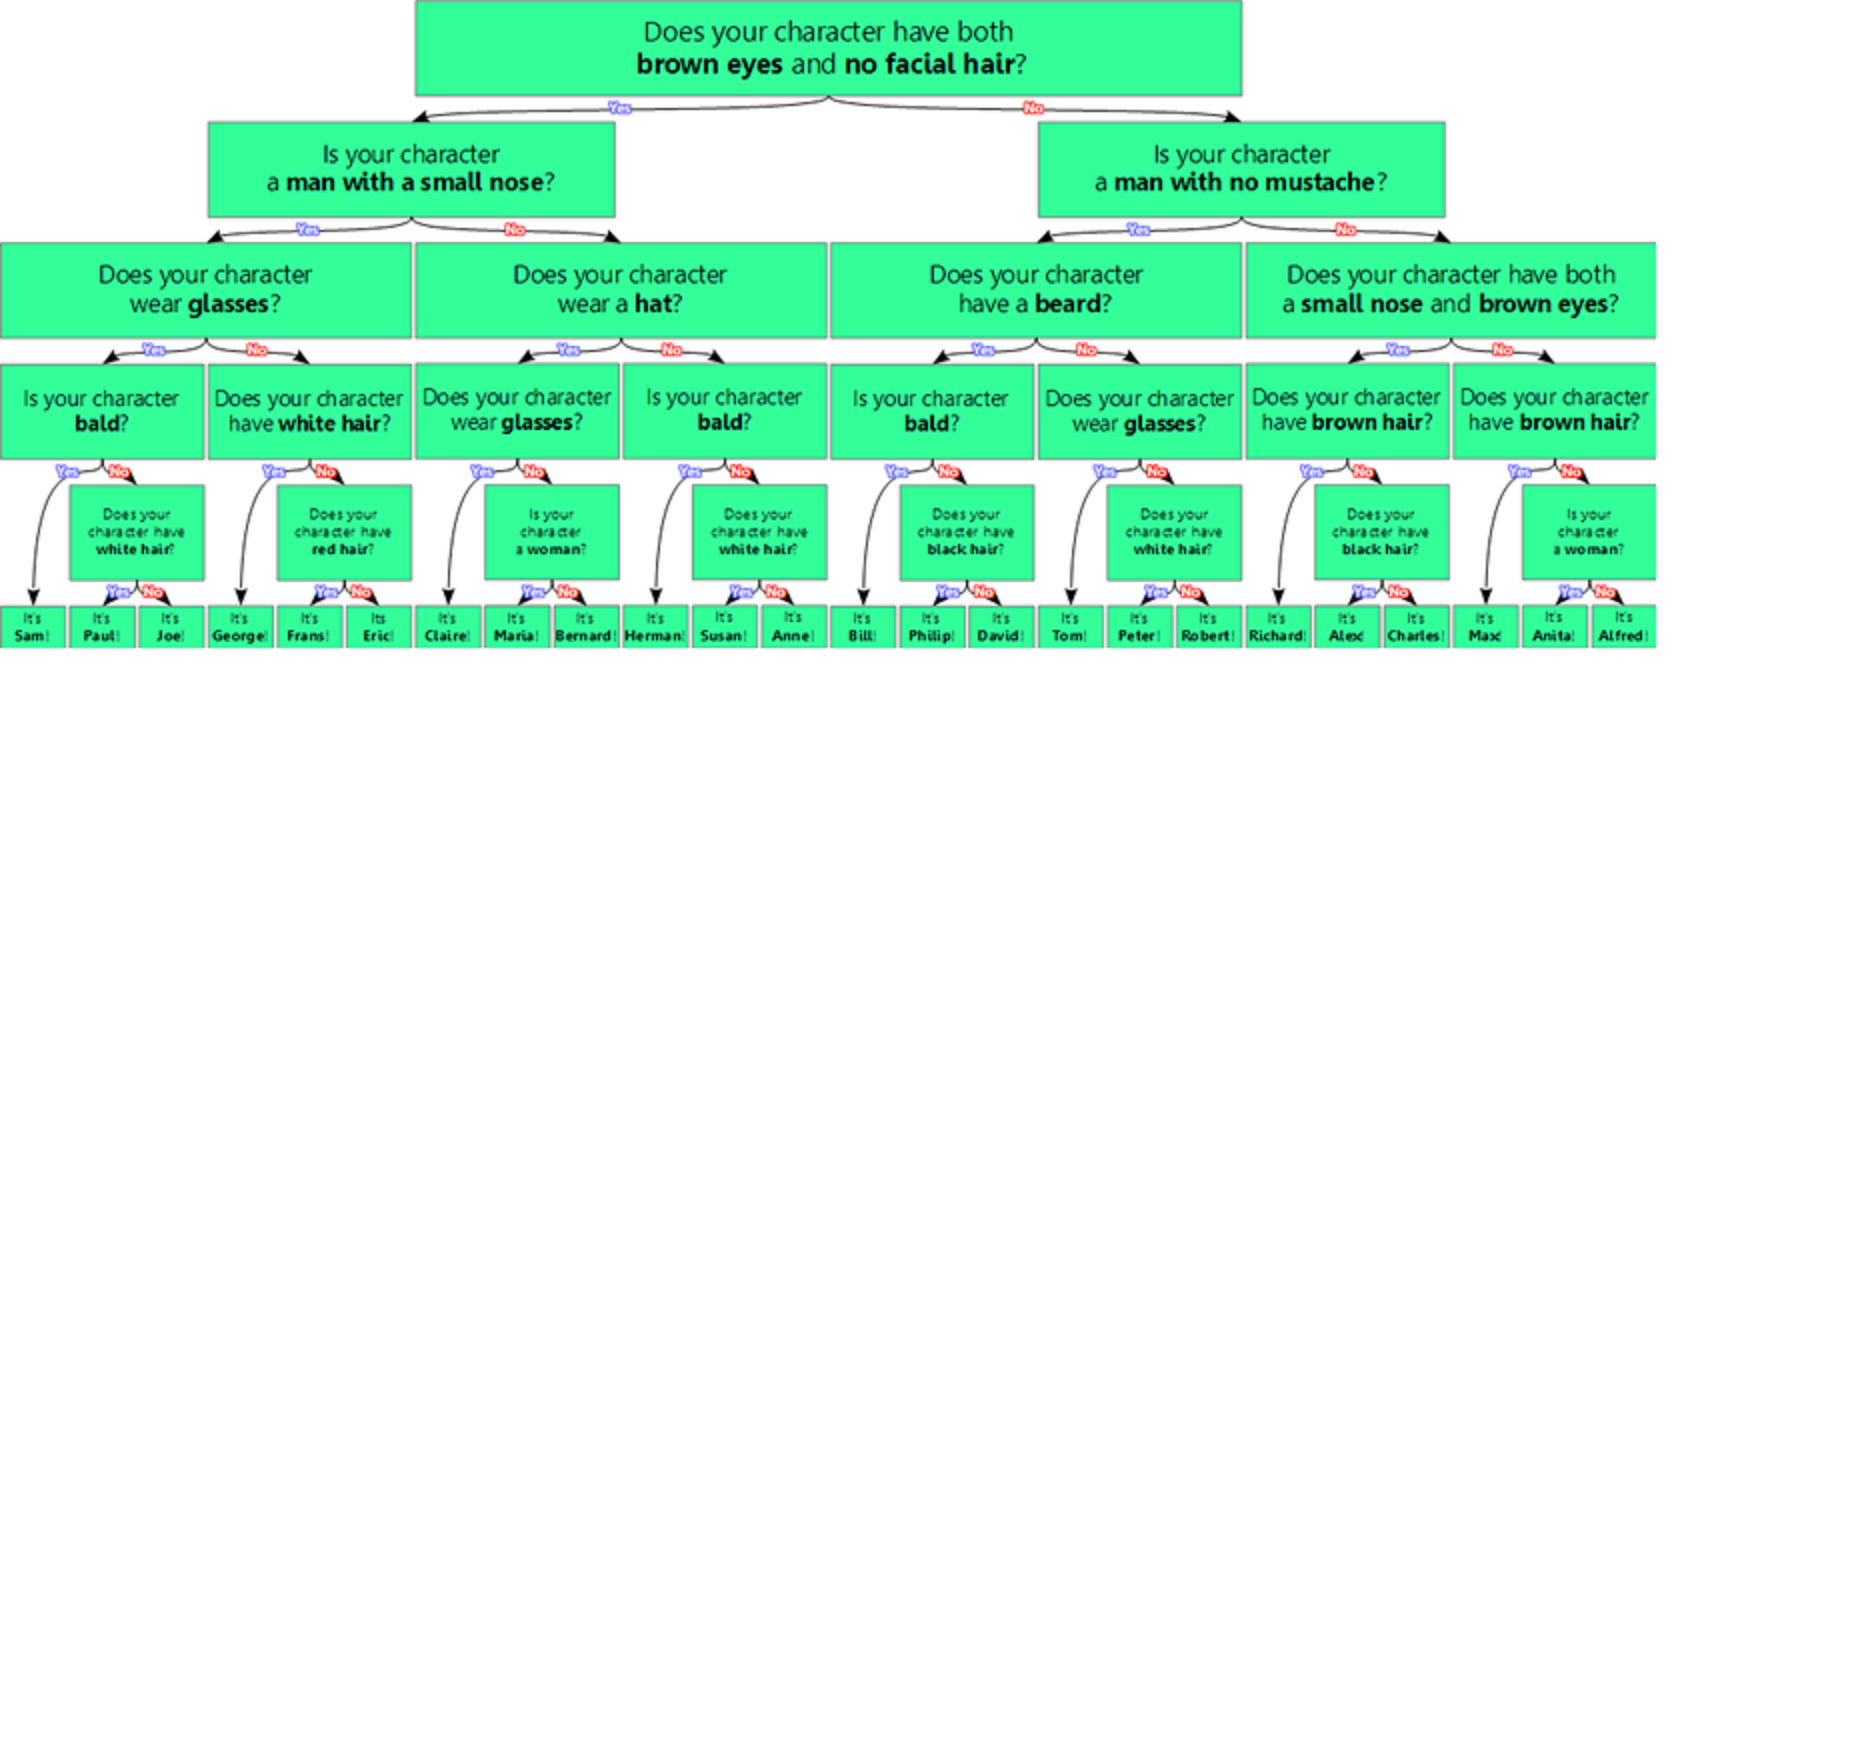 Does your character have both
brown eyes and no facial hair?
Yes
No
Is your character
a man with a small nose?
Is your character
a man with no mustache?
Yes
No
Yes
No
Does your character
wear glasses?
Does your character
wear a hat?
Does your character
have a beard?
Does your character have both
a small nose and brown eyes?
Yes
No
Yes
No
Yes
No
Yes
No
Is your character
bald?
Does your character
have white hair?
Does your character
wear glasses?
Is your character
bald?
Is your character
bald?
Does your character
wear glasses?
Does your character
have brown hair?
Does your character
have brown hair?
Yes
No
Yes
No
Yes
No
Yes
No
Yes
No
Yes
No
Yes
No
Yes
No
Does your
character have
white hair?
Does your
character have
red hair?
Is your
character
a woman?
Does your
character have
white hair?
Does your
character have
black hair?
Does your
character have
white hair?
Does your
character have
black hair?
Is your
character
a woman?
Yes
No
Yes
No
Yes
No
Yes
No
Yes
No
Yes
No
Yes
No
Yes
No
It's
Sam!
It's
Paul!
It's
Joe!
It's
George!
It's
Frans!
Its
Eric!
It's
Claire!
It's
Maria!
It's
Bernard!
It's
Herman!
It's
Susan!
It's
Anne!
It's
Bill!
It's
Philip!
It's
David!
It's
Tom!
It's
Peter!
It's
Robert!
It's
Richard!
It's
Alex!
It's
Charles!
It's
Max!
It's
Anita!
It's
Alfred!